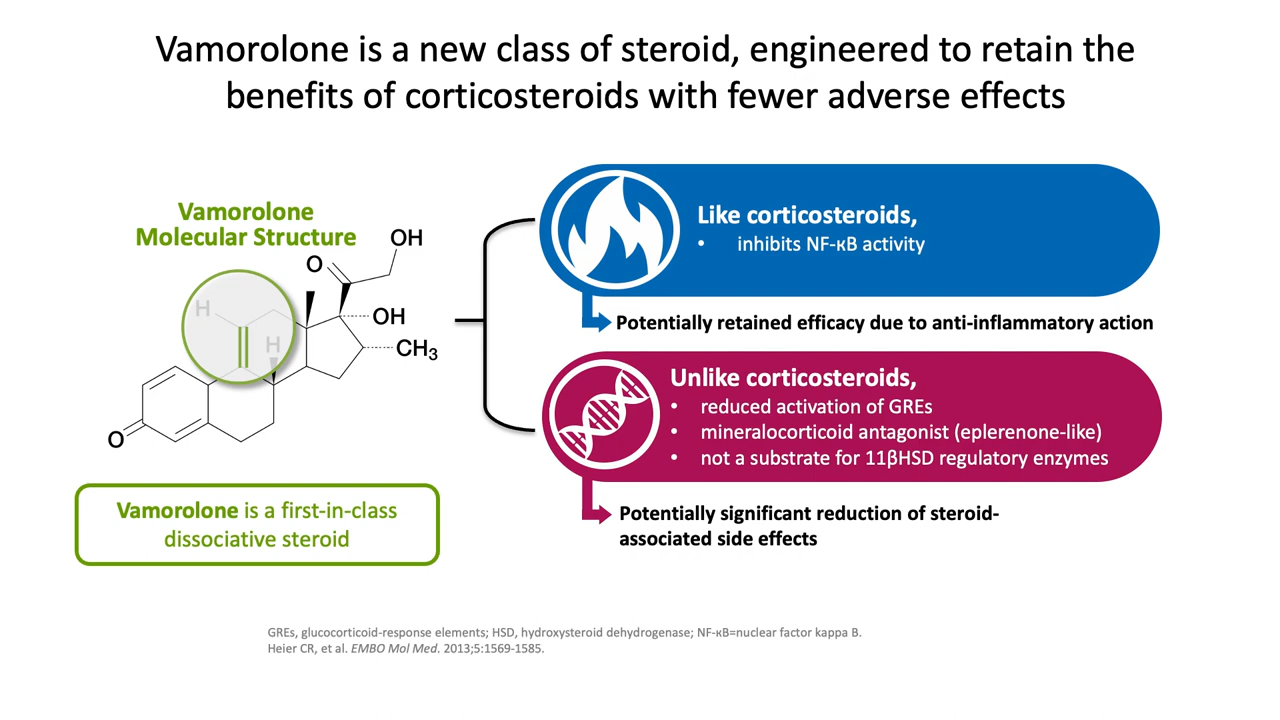 Vamorolone is a new class of steroid, engineered to retain the
benefits of corticosteroids with fewer adverse effects
Vamorolone
Molecular Structure
OH
O
H
OH
H
CH3
O
Vamorolone is a first-in-class
dissociative steroid
Like corticosteroids,
• inhibits NF-κB activity
Potentially retained efficacy due to anti-inflammatory action
Unlike corticosteroids,
• reduced activation of GREs
• mineralocorticoid antagonist (eplerenone-like)
• not a substrate for 11βHSD regulatory enzymes
Potentially significant reduction of steroid-
associated side effects
GREs, glucocorticoid-response elements; HSD, hydroxysteroid dehydrogenase; NF-κB=nuclear factor kappa B.
Heier CR, et al. EMBO Mol Med. 2013;5:1569-1585.